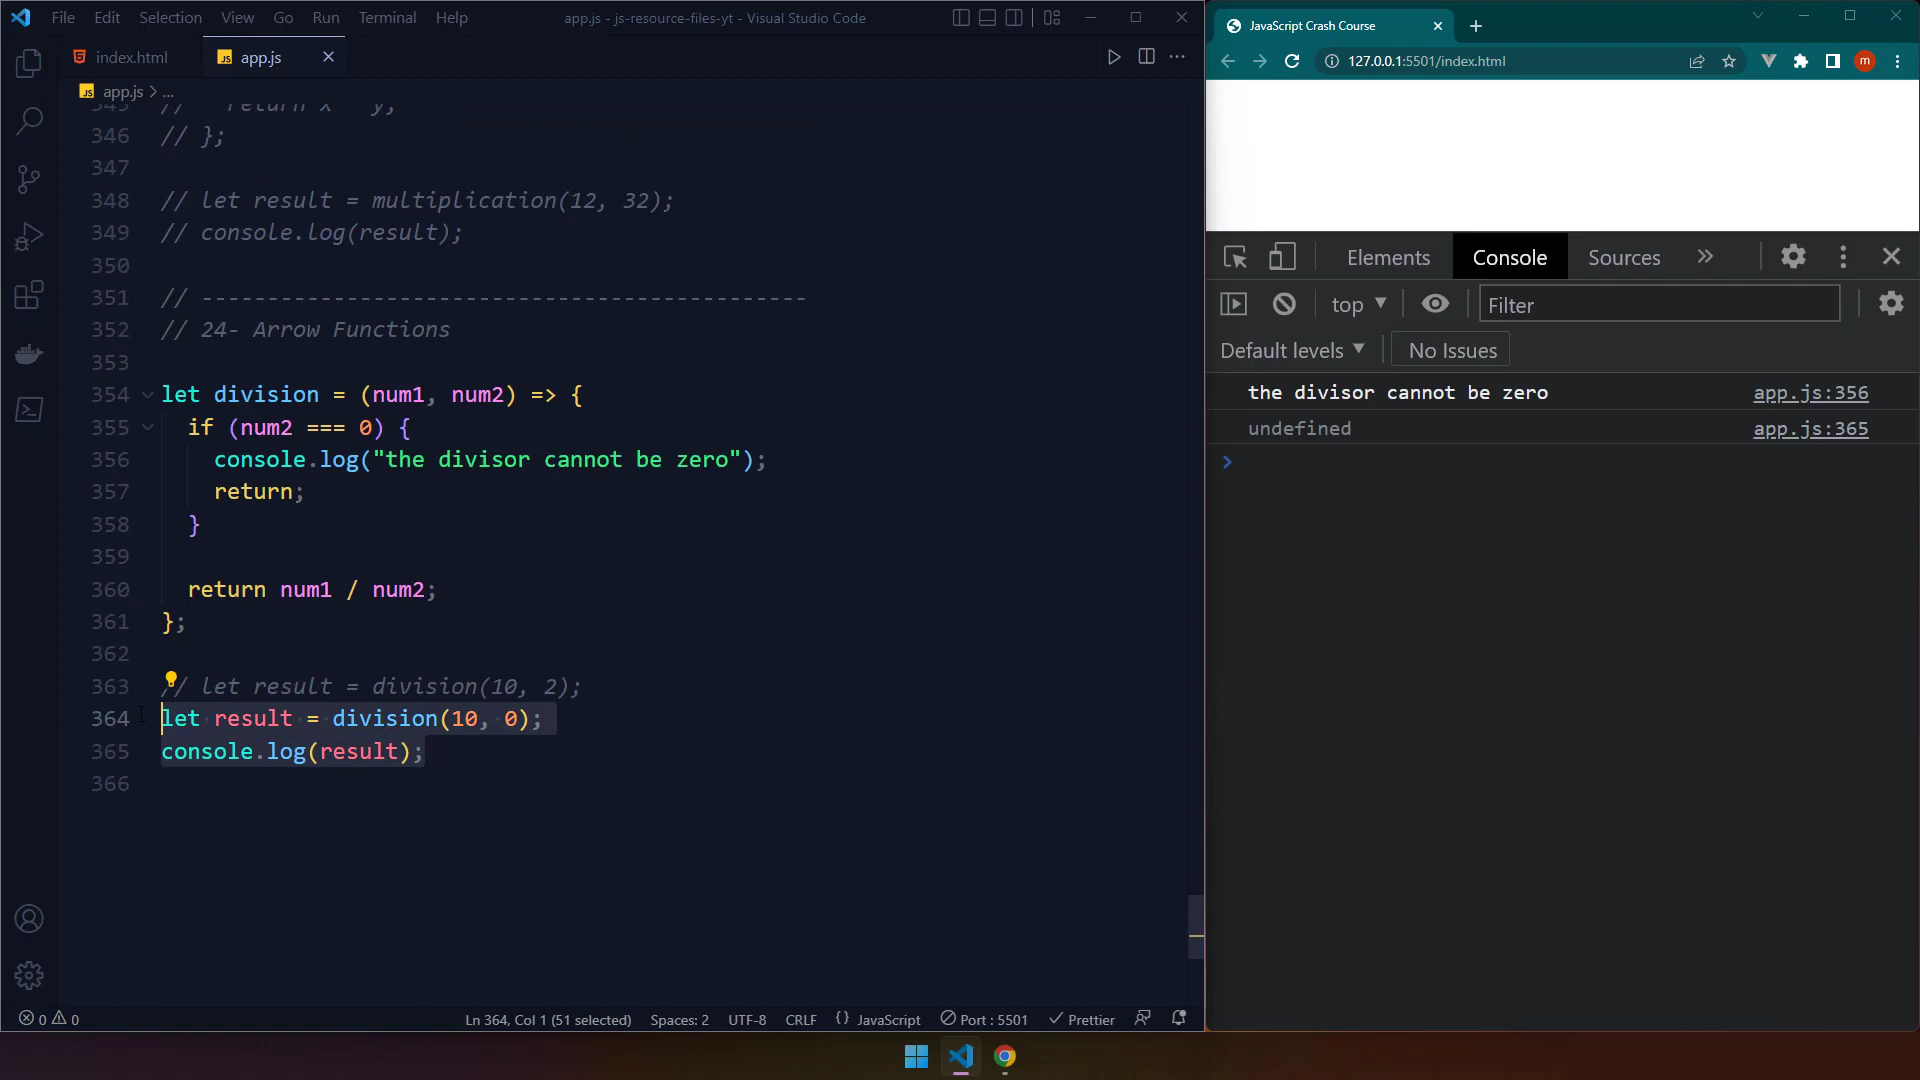 File Edit Selection View Go Run Terminal Help
app.js - js-resource-files-yt - Visual Studio Code
index.html
JS app.js
JS app.js > ...
346 // };
347
348 // let result = multiplication(12, 32);
349 // console.log(result);
350
351 // ----------------------------------------------
352 // 24- Arrow Functions
353
354 let division = (num1, num2) => {
355 if (num2 === 0) {
356 console.log("the divisor cannot be zero");
357 return;
358 }
359
360 return num1 / num2;
361 };
362
363 // let result = division(10, 2);
364 let result = division(10, 0);
365 console.log(result);
366
0 0 Ln 364, Col 1 (51 selected) Spaces: 2 UTF-8 CRLF {} JavaScript Port : 5501 Prettier
JavaScript Crash Course
127.0.0.1:5501/index.html
m
Elements Console Sources
top Filter
Default levels No Issues
the divisor cannot be zero app.js:356
undefined app.js:365